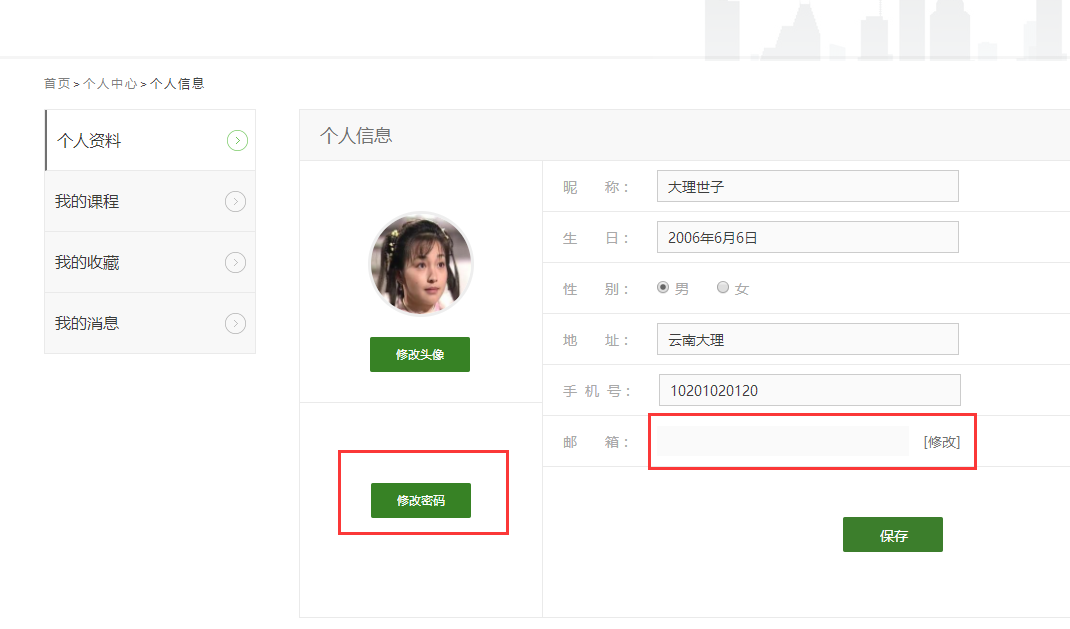 首页>个人中心>个人信息
个人资料
我的课程
我的收藏
我的消息
个人信息
修改头像
修改密码
昵 称： 大理世子
生 日： 2006年6月6日
性 别： 男 女
地 址： 云南大理
手 机 号： 10201020120
邮 箱： [修改]
保存